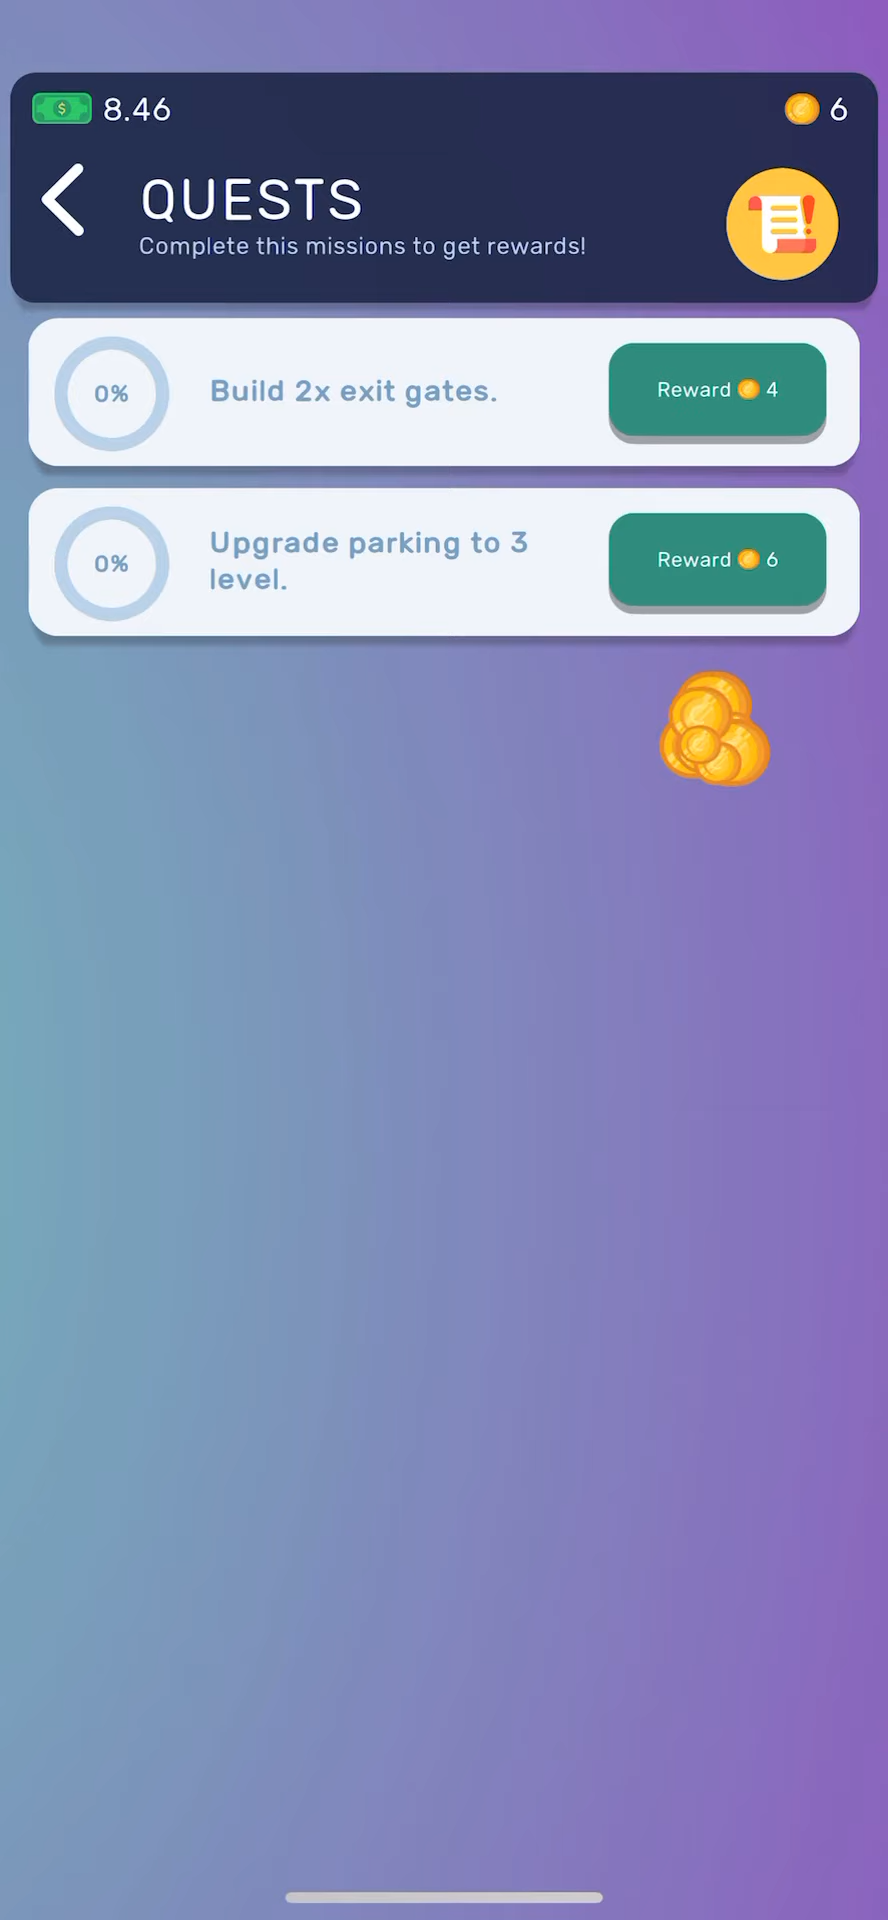 8.46
6
QUESTS
Complete this missions to get rewards!
0%
Build 2x exit gates.
Reward 4
0%
Upgrade parking to 3
level.
Reward 6